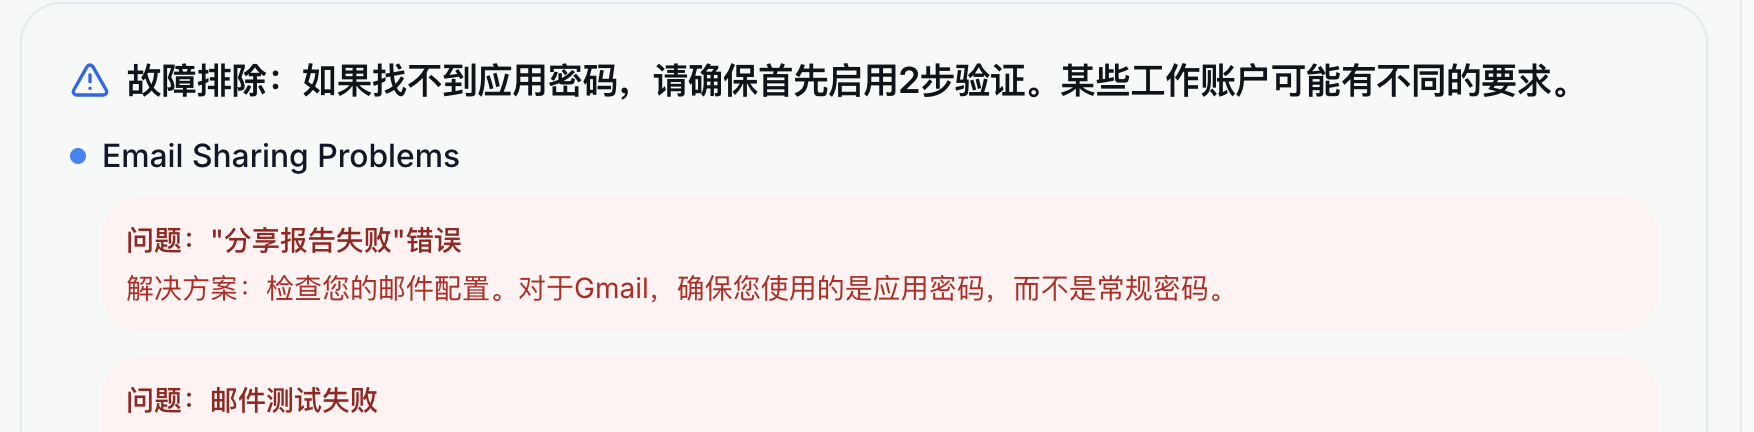 故障排除：如果找不到应用密码，请确保首先启用2步验证。某些工作账户可能有不同的要求。
Email Sharing Problems
问题："分享报告失败"错误
解决方案：检查您的邮件配置。对于Gmail，确保您使用的是应用密码，而不是常规密码。
问题：邮件测试失败